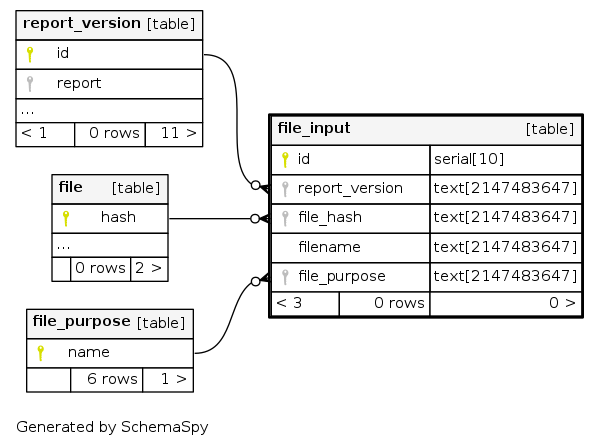 report_version [table]
id
report
...
< 1 0 rows 11 >
file [table]
hash
...
0 rows 2 >
file_purpose [table]
name
6 rows 1 >
file_input [table]
id serial[10]
report_version text[2147483647]
file_hash text[2147483647]
filename text[2147483647]
file_purpose text[2147483647]
< 3 0 rows 0 >
Generated by SchemaSpy